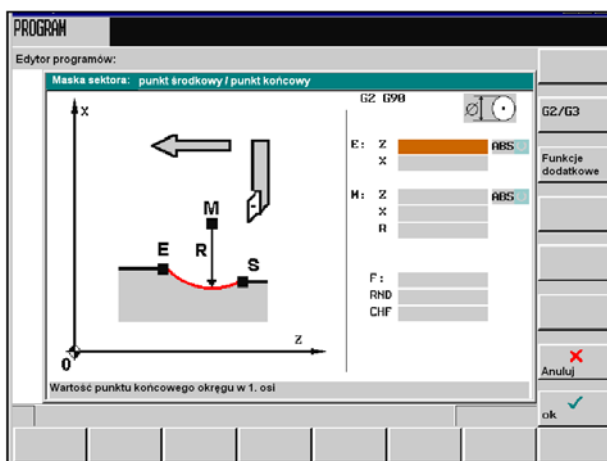 PROGRAM
Edytor programów:
Maska sektora: punkt środkowy / punkt końcowy
X
M
E
R
S
Z
0
G2 G90
Ø
E: Z ABS
X
M: Z ABS
X
R
F:
RND
CHF
Wartość punktu końcowego okręgu w 1. osi
G2/G3
Funkcje
dodatkowe
Anuluj
ok